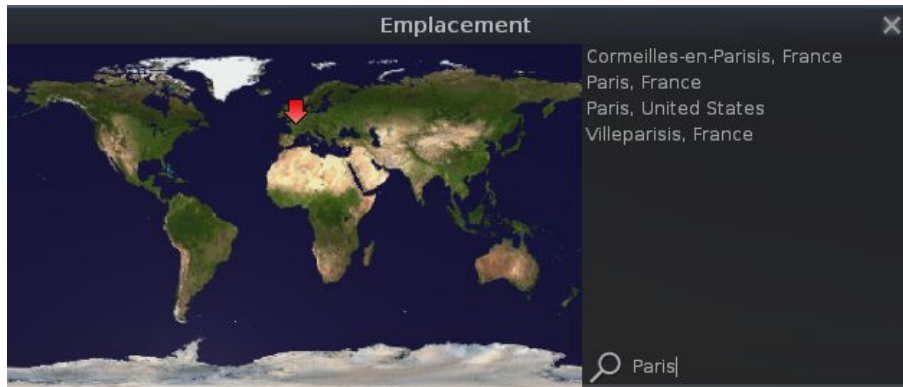 Emplacement
Cormeilles-en-Parisis, France
Paris, France
Paris, United States
Villeparisis, France
Paris